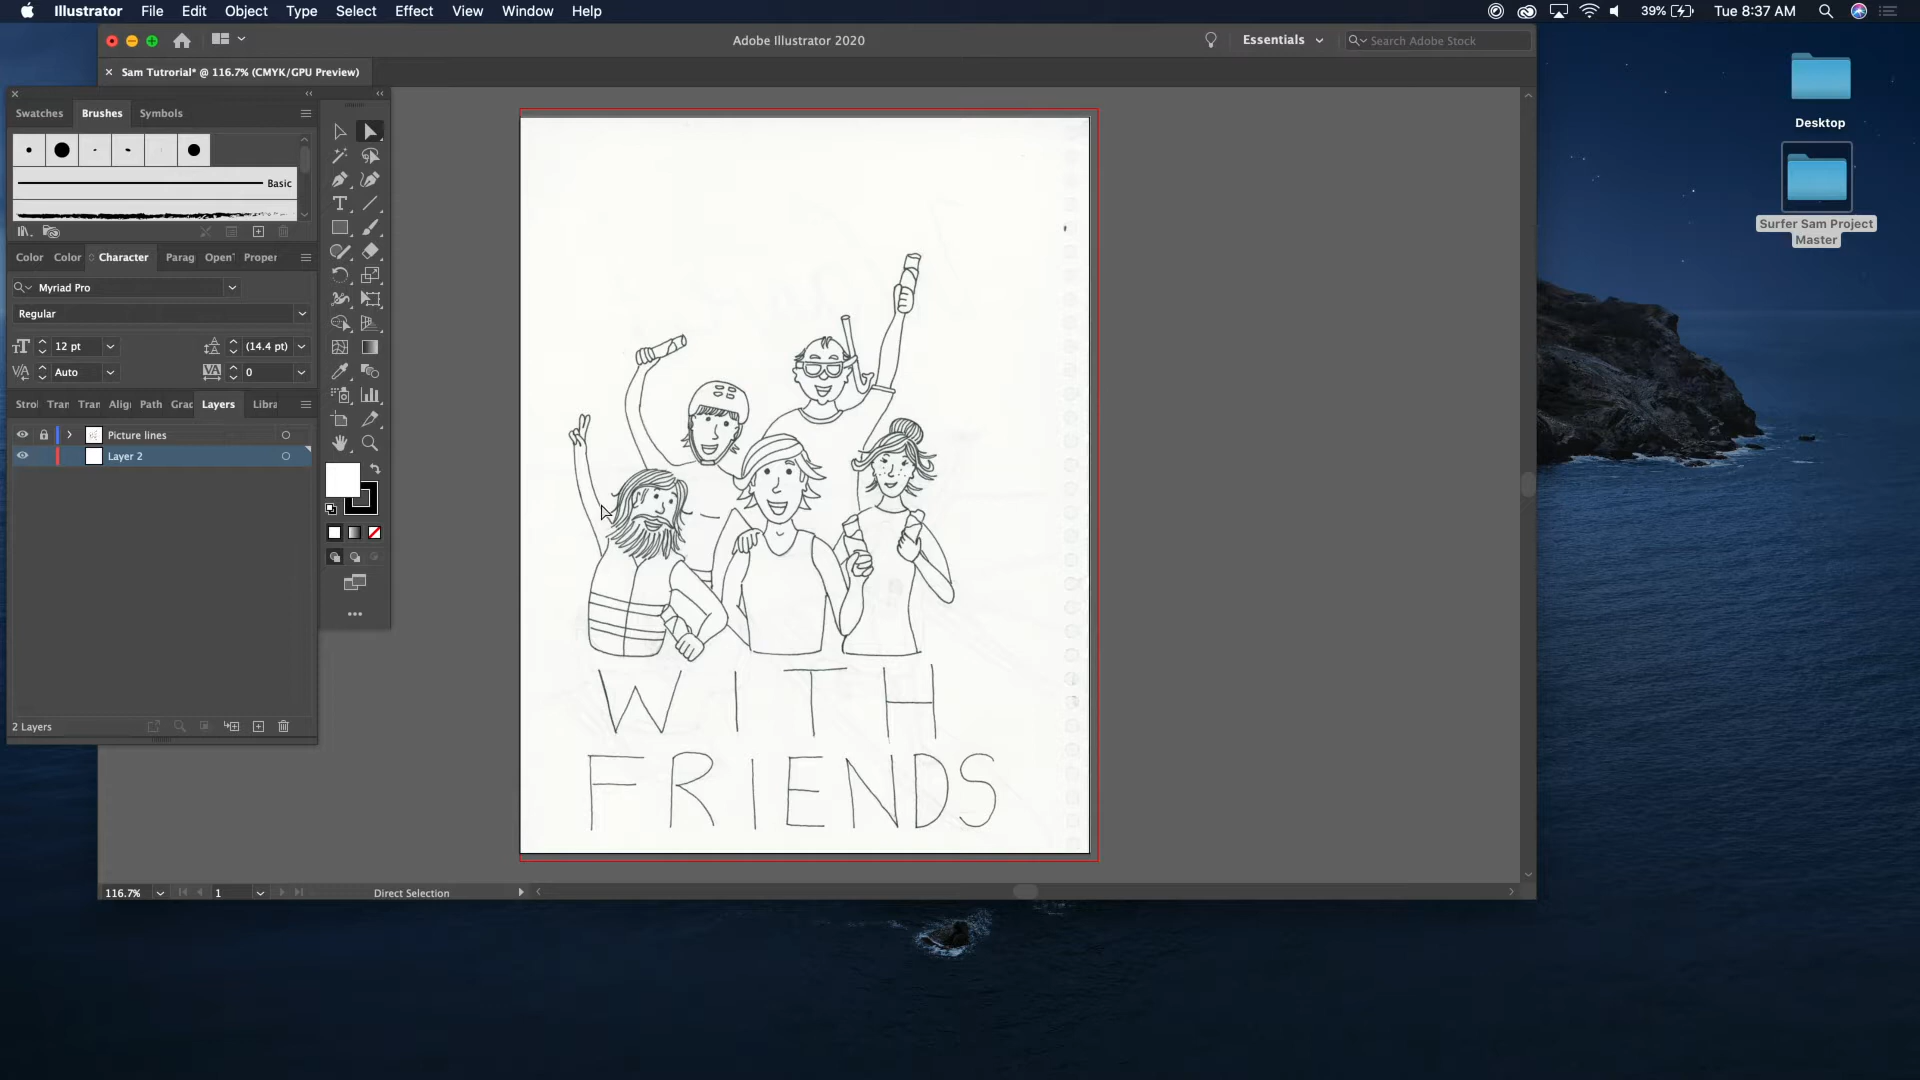 Illustrator File Edit Object Type Select Effect View Window Help
39% Tue 8:37 AM
Adobe Illustrator 2020
Essentials
Search Adobe Stock
Sam Tutrorial* @ 116.7% (CMYK/GPU Preview)
Swatches Brushes Symbols
Basic
Color Color Character Parag Open Proper
Myriad Pro
Regular
12 pt (14.4 pt)
Auto 0
Stro Tran Tran Alig Path Grad Layers Libra
Picture lines
Layer 2
2 Layers
WITH
FRIENDS
116.7% 1 Direct Selection
Desktop
Surfer Sam Project
Master